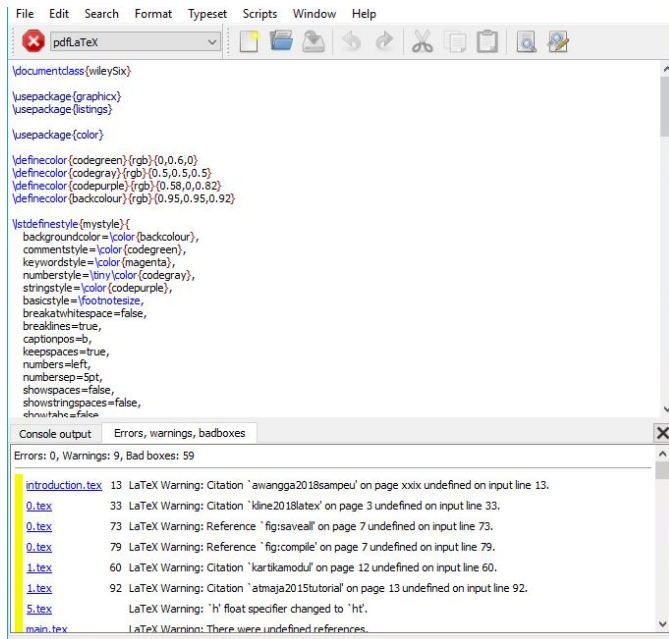 File Edit Search Format Typeset Scripts Window Help
pdfLaTeX
\documentclass{wileySix}
\usepackage{graphicx}
\usepackage{listings}
\usepackage{color}
\definecolor{codegreen}{rgb}{0,0.6,0}
\definecolor{codegray}{rgb}{0.5,0.5,0.5}
\definecolor{codepurple}{rgb}{0.58,0,0.82}
\definecolor{backcolour}{rgb}{0.95,0.95,0.92}
\lstdefinestyle{mystyle}{
backgroundcolor=\color{backcolour},
commentstyle=\color{codegreen},
keywordstyle=\color{magenta},
numberstyle=\tiny\color{codegray},
stringstyle=\color{codepurple},
basicstyle=\footnotesize,
breakatwhitespace=false,
breaklines=true,
captionpos=b,
keepspaces=true,
numbers=left,
numbersep=5pt,
showspaces=false,
showstringspaces=false,
showtabs=false
Console output Errors, warnings, badboxes
Errors: 0, Warnings: 9, Bad boxes: 59
introduction.tex 13 LaTeX Warning: Citation `awangga2018sampeu' on page xxix undefined on input line 13.
0.tex 33 LaTeX Warning: Citation `kline2018latex' on page 3 undefined on input line 33.
0.tex 73 LaTeX Warning: Reference `fig:saveall' on page 7 undefined on input line 73.
0.tex 79 LaTeX Warning: Reference `fig:compile' on page 7 undefined on input line 79.
1.tex 60 LaTeX Warning: Citation `kartikamodul' on page 12 undefined on input line 60.
1.tex 92 LaTeX Warning: Citation `atmaja2015tutorial' on page 13 undefined on input line 92.
5.tex LaTeX Warning: `h' float specifier changed to `ht'.
main.tex LaTeX Warning: There were undefined references.